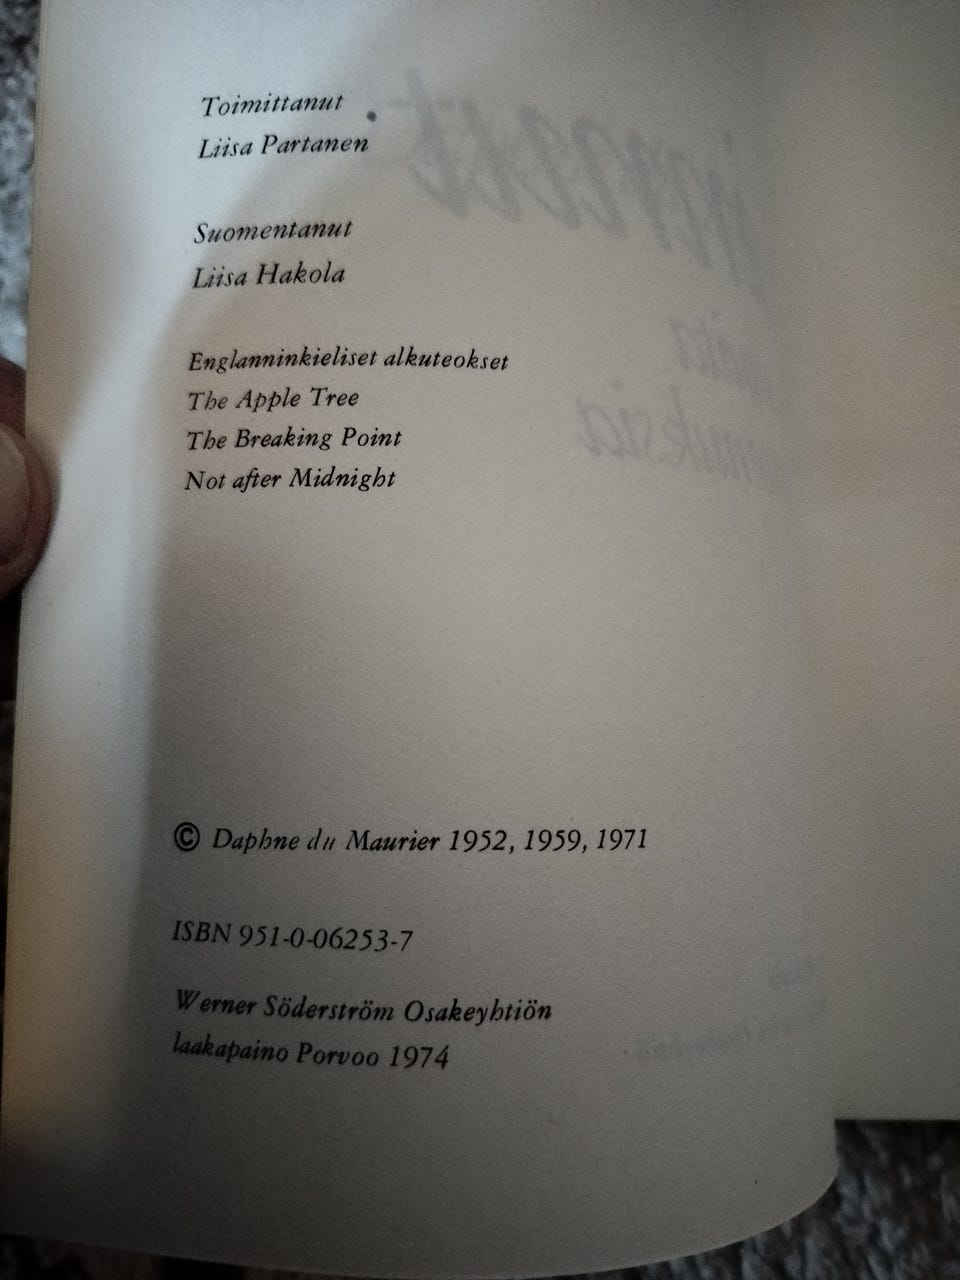 Toimittanut
Liisa Partanen
Suomentanut
Liisa Hakola
Englanninkieliset alkuteokset
The Apple Tree
The Breaking Point
Not after Midnight
© Daphne du Maurier 1952, 1959, 1971
ISBN 951-0-06253-7
Werner Söderström Osakeyhtiön
laakapaino Porvoo 1974